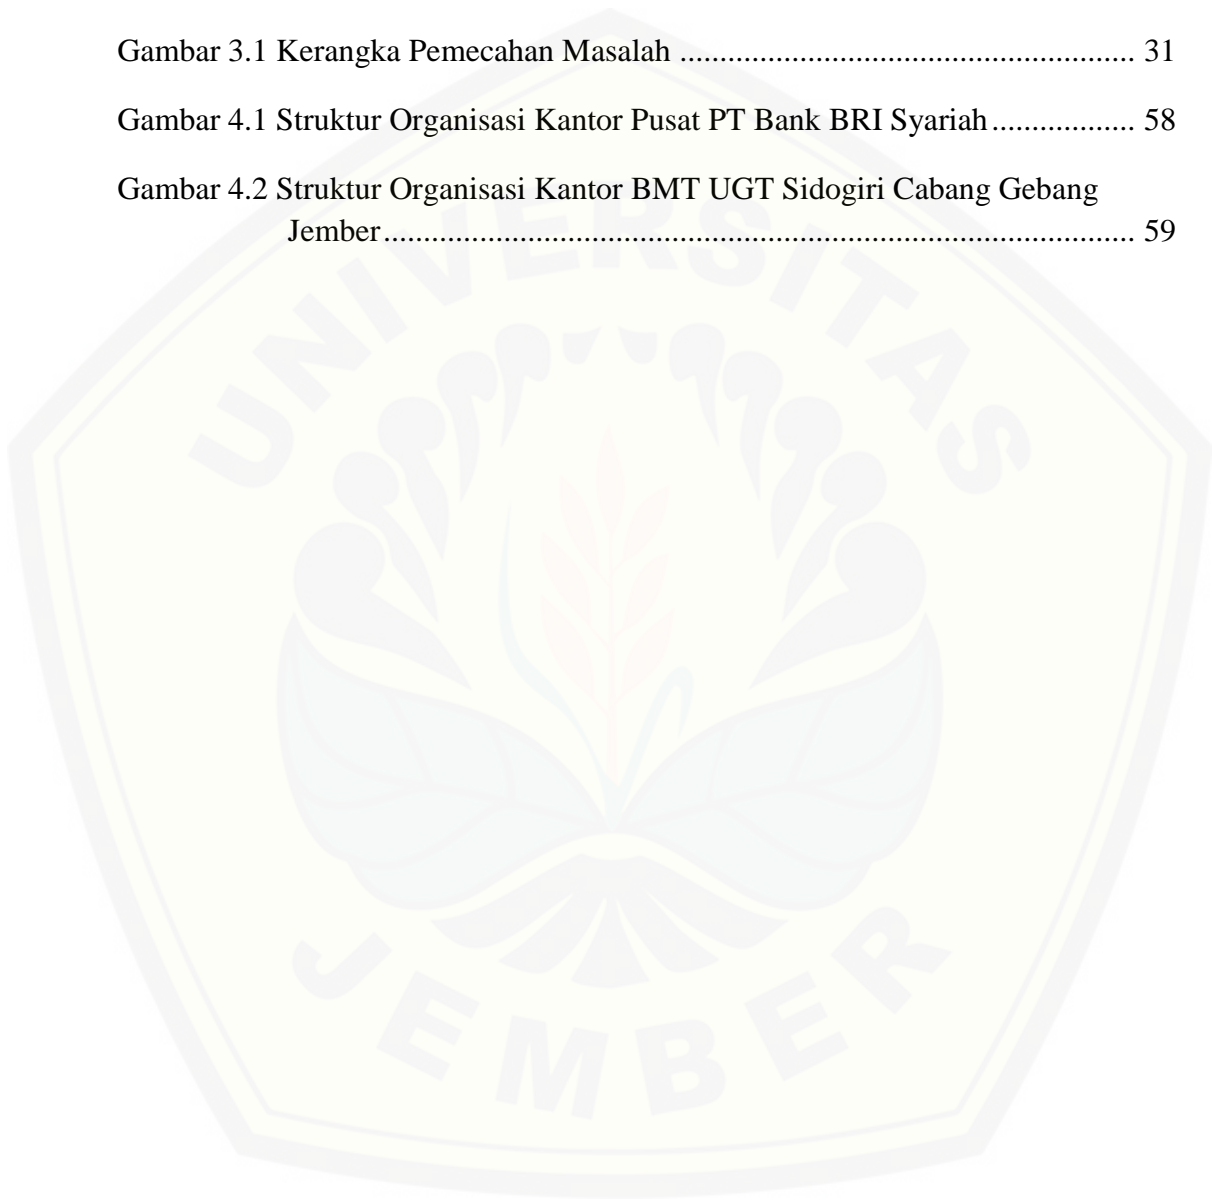 Gambar 3.1 Kerangka Pemecahan Masalah ........................................................ 31
Gambar 4.1 Struktur Organisasi Kantor Pusat PT Bank BRI Syariah .................. 58
Gambar 4.2 Struktur Organisasi Kantor BMT UGT Sidogiri Cabang Gebang
Jember ............................................................................................. 59
UNIVERSITAS
JEMBER